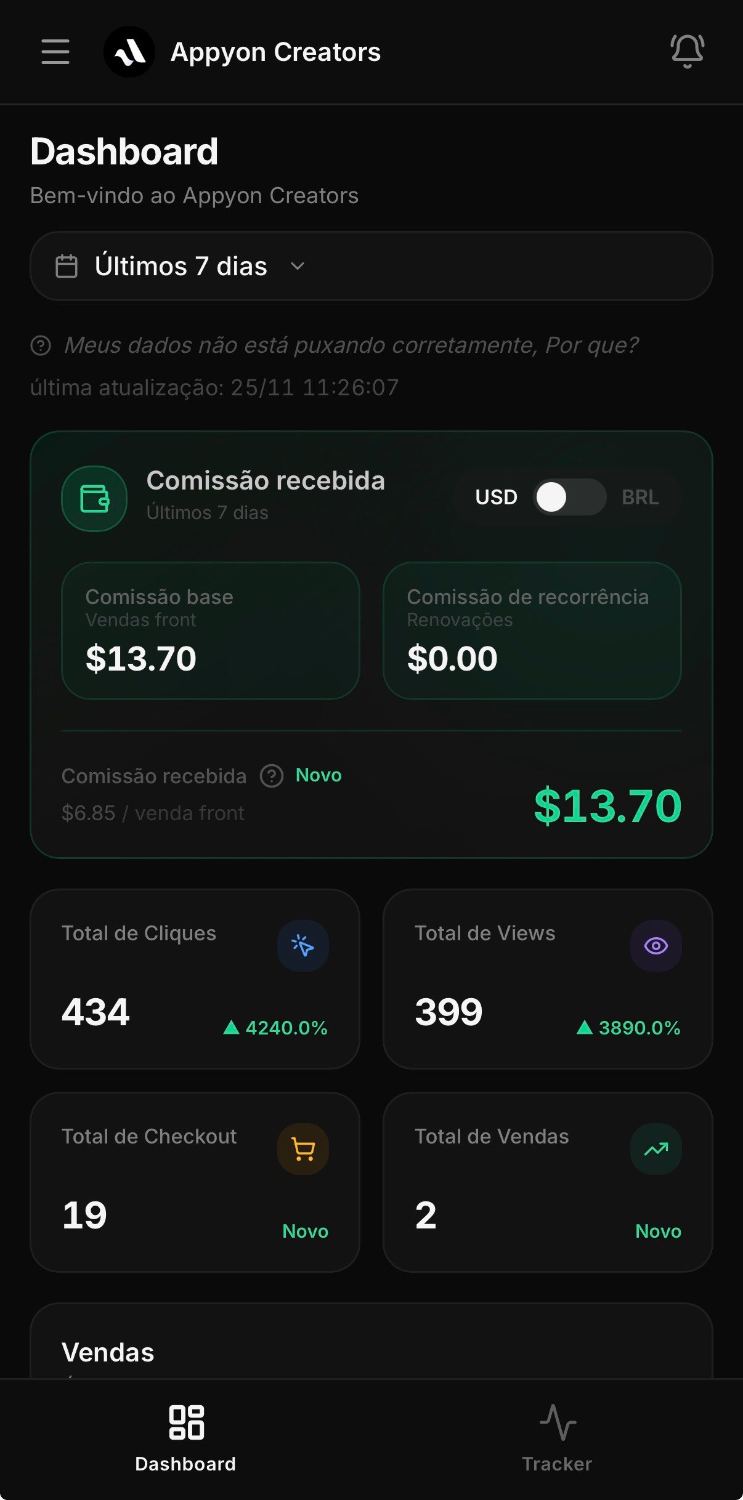 Appyon Creators
Dashboard
Bem-vindo ao Appyon Creators
Últimos 7 dias
Meus dados não está puxando corretamente, Por que?
última atualização: 25/11 11:26:07
Comissão recebida
Últimos 7 dias
USD
BRL
Comissão base
Vendas front
$13.70
Comissão de recorrência
Renovações
$0.00
Comissão recebida
Novo
$6.85 / venda front
$13.70
Total de Cliques
434
4240.0%
Total de Views
399
3890.0%
Total de Checkout
19
Novo
Total de Vendas
2
Novo
Vendas
Dashboard
Tracker